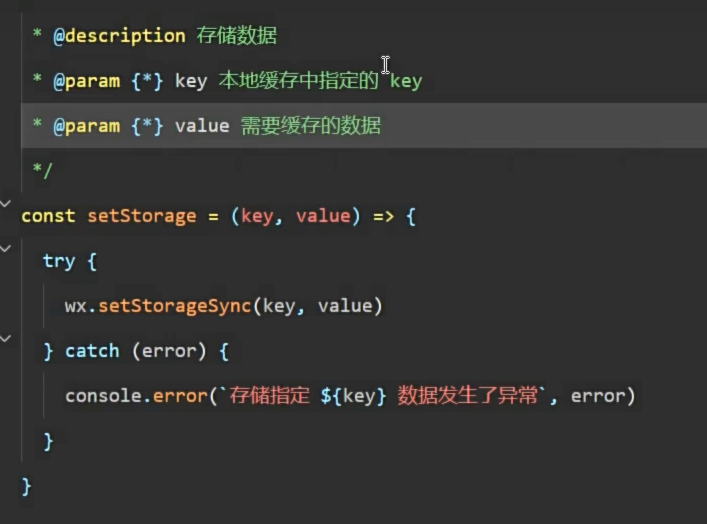 * @description 存储数据
* @param {*} key 本地缓存中指定的 key
* @param {*} value 需要缓存的数据
*/
const setStorage = (key, value) => {
try {
wx.setStorageSync(key, value)
} catch (error) {
console.error(`存储指定 ${key} 数据发生了异常`, error)
}
}